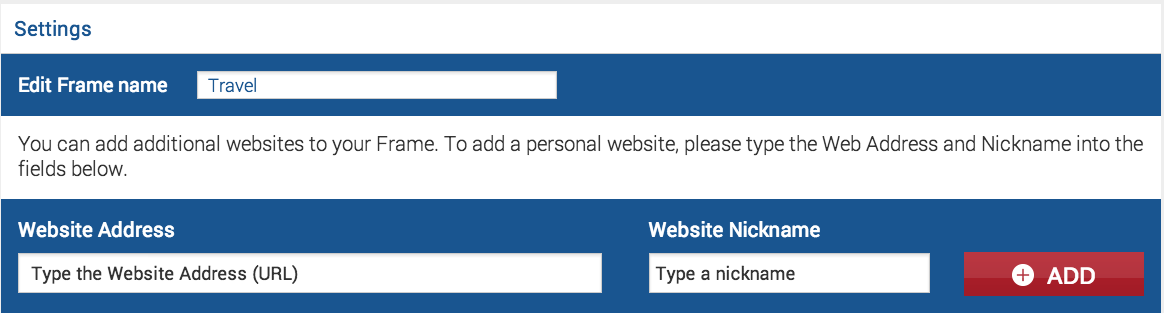 Settings
Edit Frame name Travel
You can add additional websites to your Frame. To add a personal website, please type the Web Address and Nickname into the
fields below.
Website Address Website Nickname
Type the Website Address (URL) Type a nickname ADD